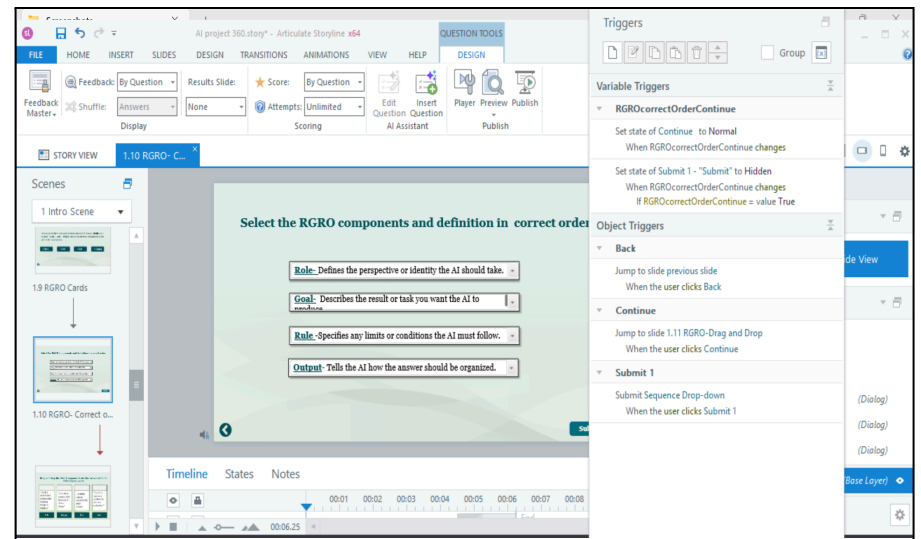 AI project 360.story* - Articulate Storyline x64
QUESTION TOOLS
FILE HOME INSERT SLIDES DESIGN TRANSITIONS ANIMATIONS VIEW HELP DESIGN
Feedback Master
Feedback: By Question
Shuffle: Answers
Results Slide:
None
Display
Score: By Question
Attempts: Unlimited
Scoring
Edit Question
Insert Question
AI Assistant
Player Preview Publish
Publish
STORY VIEW
1.10 RGRO- C...
Scenes
1 Intro Scene
1.9 RGRO Cards
1.10 RGRO- Correct o...
Select the RGRO components and definition in correct order
Role- Defines the perspective or identity the AI should take.
Goal- Describes the result or task you want the AI to
produce
Rule -Specifies any limits or conditions the AI must follow.
Output- Tells the AI how the answer should be organized.
Timeline States Notes
00:01 00:02 00:03 00:04 00:05 00:06 00:07 00:08
End
00:06.25
Triggers
Group
Variable Triggers
RGROcorrectOrderContinue
Set state of Continue to Normal
When RGROcorrectOrderContinue changes
Set state of Submit 1 - "Submit" to Hidden
When RGROcorrectOrderContinue changes
If RGROcorrectOrderContinue = value True
Object Triggers
Back
Jump to slide previous slide
When the user clicks Back
Continue
Jump to slide 1.11 RGRO-Drag and Drop
When the user clicks Continue
Submit 1
Submit Sequence Drop-down
When the user clicks Submit 1
View
(Dialog)
(Dialog)
(Dialog)
(Base Layer)